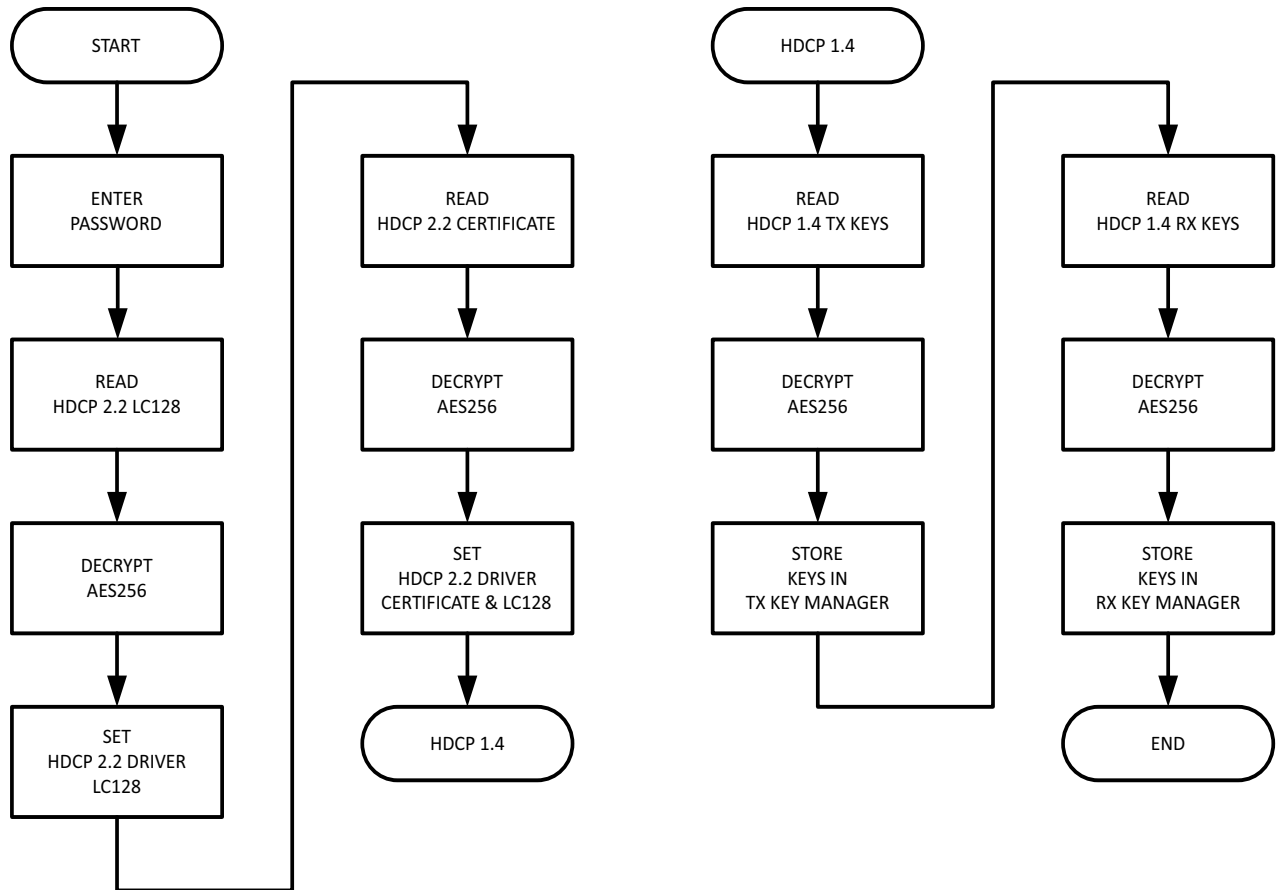 START
ENTER
PASSWORD
READ
HDCP 2.2 LC128
DECRYPT
AES256
SET
HDCP 2.2 DRIVER
LC128
READ
HDCP 2.2 CERTIFICATE
DECRYPT
AES256
SET
HDCP 2.2 DRIVER
CERTIFICATE & LC128
HDCP 1.4
HDCP 1.4
READ
HDCP 1.4 TX KEYS
DECRYPT
AES256
STORE
KEYS IN
TX KEY MANAGER
READ
HDCP 1.4 RX KEYS
DECRYPT
AES256
STORE
KEYS IN
RX KEY MANAGER
END